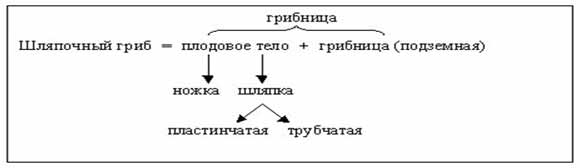 грибница
Шляпочный гриб = плодовое тело + грибница (подземная)
ножка шляпка
пластинчатая трубчатая